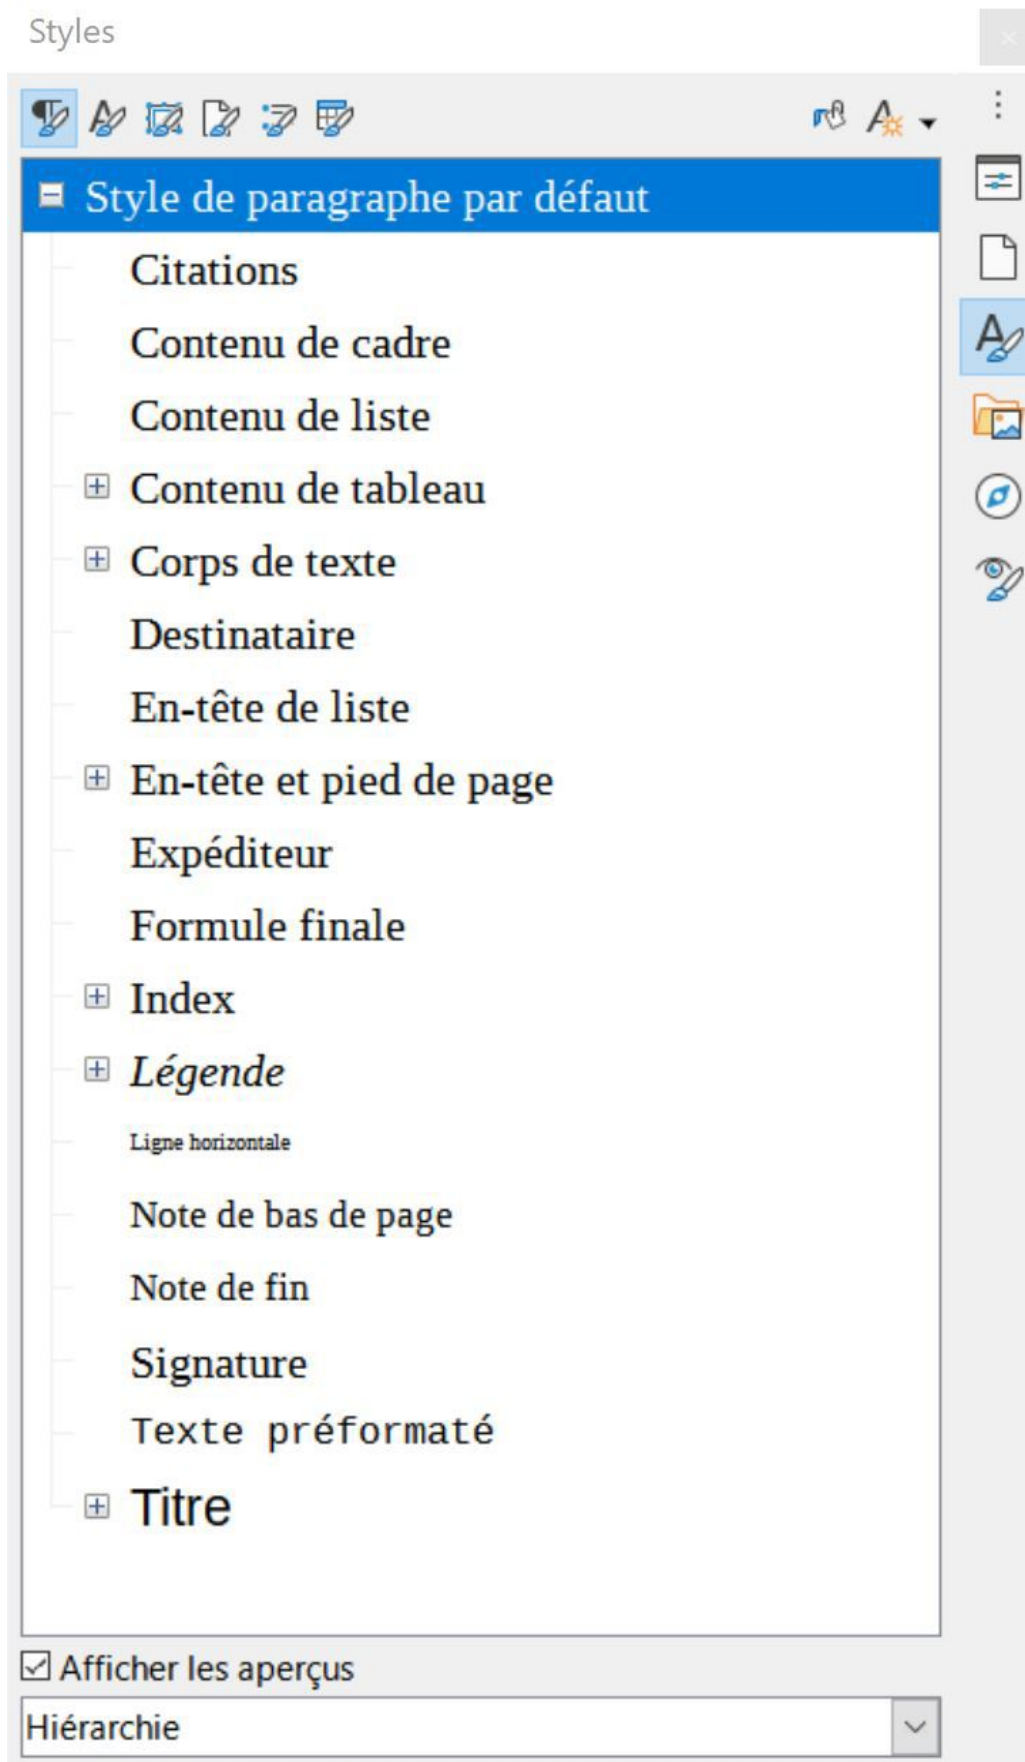 Styles
Style de paragraphe par défaut
Citations
Contenu de cadre
Contenu de liste
Contenu de tableau
Corps de texte
Destinataire
En-tête de liste
En-tête et pied de page
Expéditeur
Formule finale
Index
Légende
Ligne horizontale
Note de bas de page
Note de fin
Signature
Texte préformaté
Titre
Afficher les aperçus
Hiérarchie